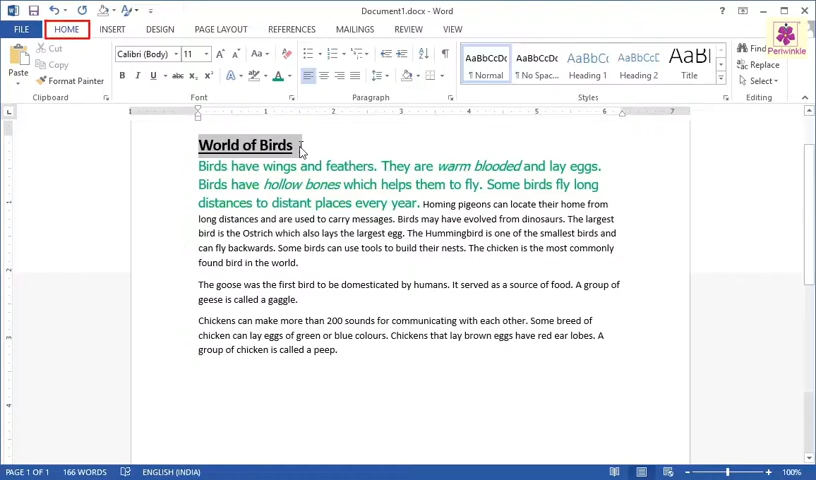 Document1.docx - Word
FILE HOME INSERT DESIGN PAGE LAYOUT REFERENCES MAILINGS REVIEW VIEW
Periwinkle
Paste
Cut
Copy
Format Painter
Clipboard
Calibri (Body) 11
Font
Paragraph
AaBbCcDc AaBbCcDc AaBbC AaBbCcD AaB
¶ Normal ¶ No Spac... Heading 1 Heading 2 Title
Styles
Find
Replace
Select
Editing
World of Birds
Birds have wings and feathers. They are warm blooded and lay eggs.
Birds have hollow bones which helps them to fly. Some birds fly long
distances to distant places every year. Homing pigeons can locate their home from
long distances and are used to carry messages. Birds may have evolved from dinosaurs. The largest
bird is the Ostrich which also lays the largest egg. The Hummingbird is one of the smallest birds and
can fly backwards. Some birds can use tools to build their nests. The chicken is the most commonly
found bird in the world.
The goose was the first bird to be domesticated by humans. It served as a source of food. A group of
geese is called a gaggle.
Chickens can make more than 200 sounds for communicating with each other. Some breed of
chicken can lay eggs of green or blue colours. Chickens that lay brown eggs have red ear lobes. A
group of chicken is called a peep.
PAGE 1 OF 1 166 WORDS ENGLISH (INDIA) 100%